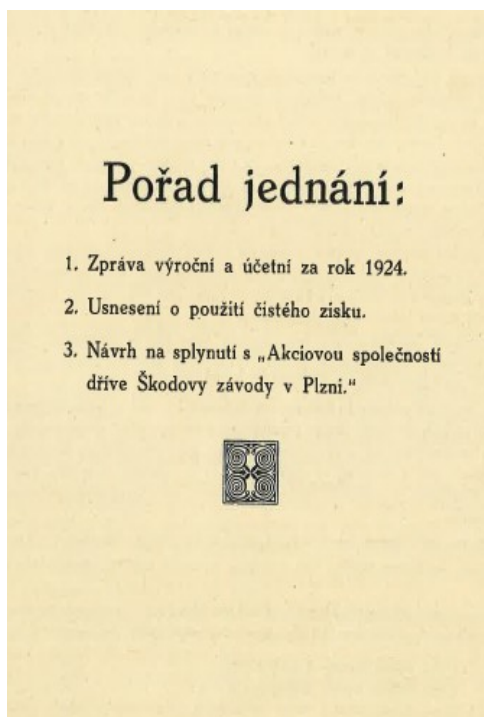 Pořad jednání:
1. Zpráva výroční a účetní za rok 1924.
2. Usnesení o použití čistého zisku.
3. Návrh na splynutí s „Akciovou společností
dříve Škodovy závody v Plzni.“